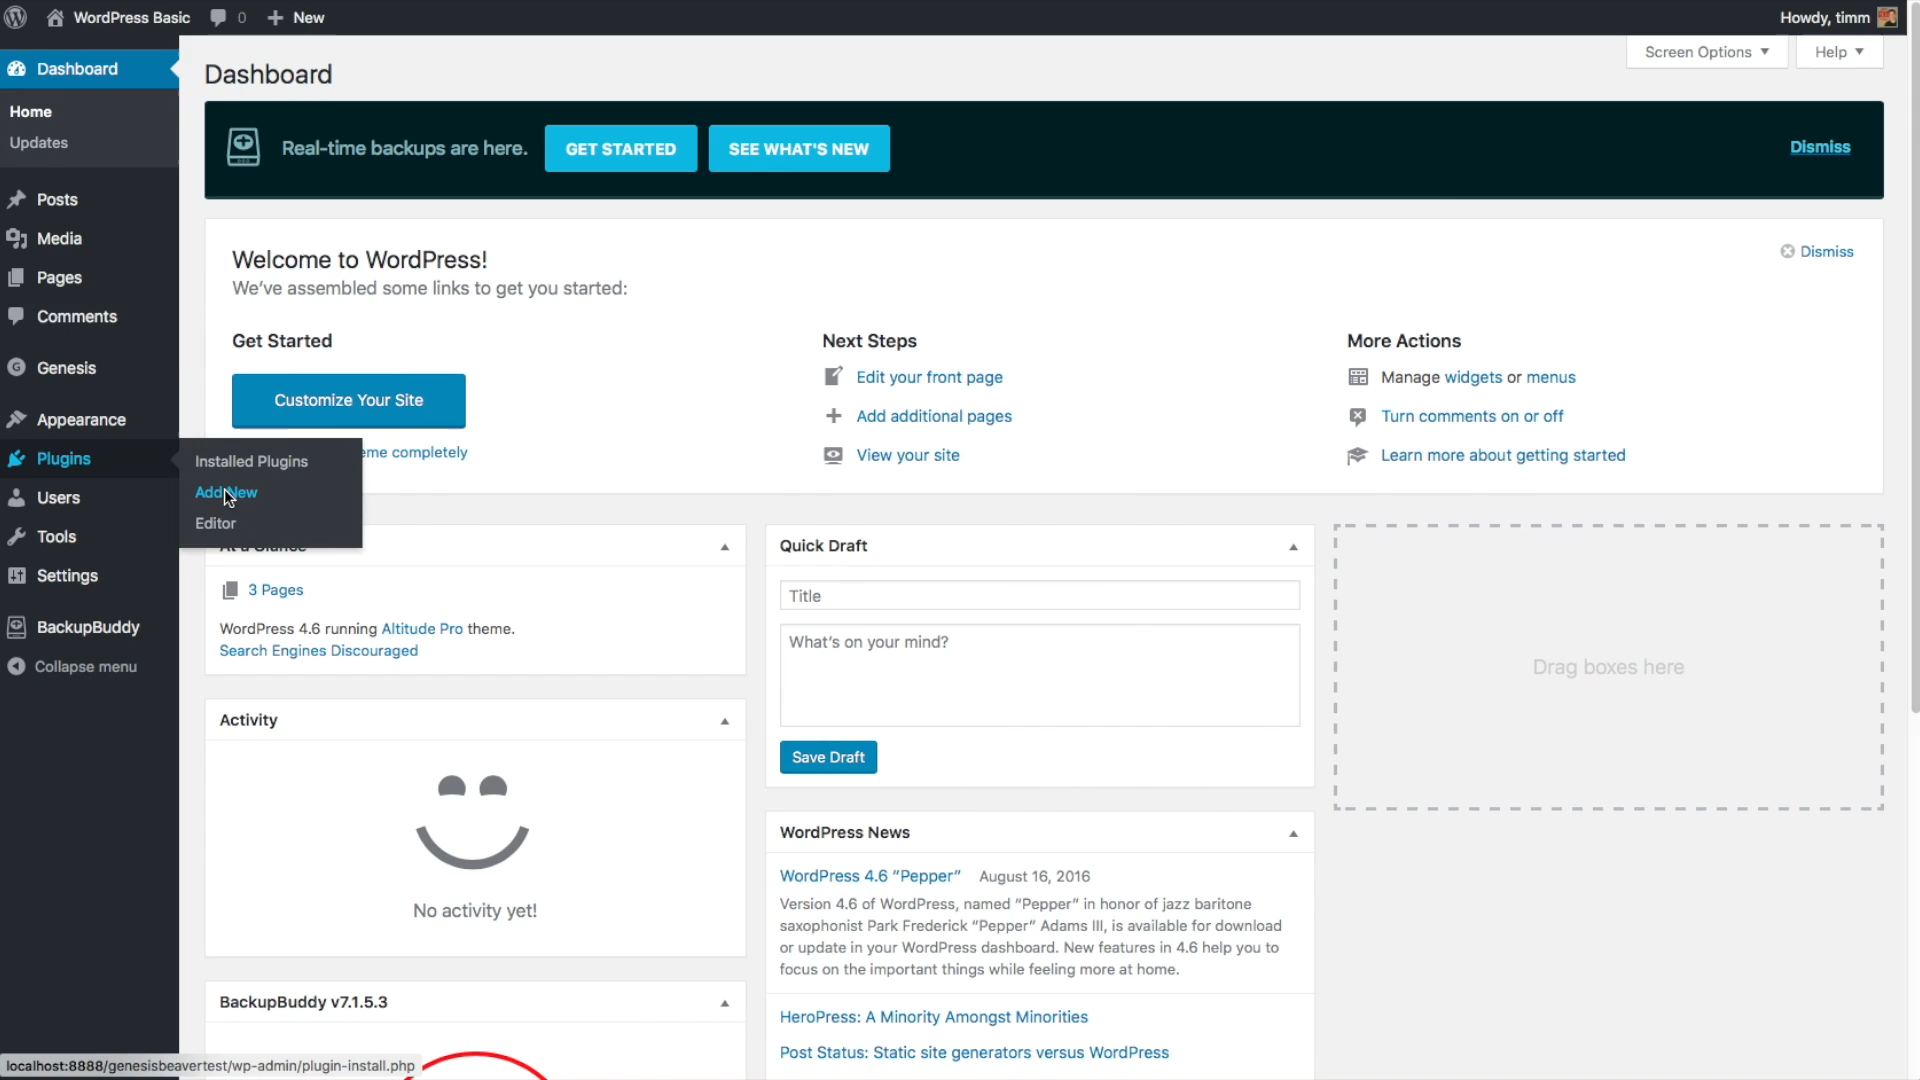 WordPress Basic
0
New
Howdy, timm
Dashboard
Home
Updates
Posts
Media
Pages
Comments
Genesis
Appearance
Plugins
Installed Plugins
Add New
Editor
Users
Tools
Settings
BackupBuddy
Collapse menu
Screen Options
Help
Dashboard
Real-time backups are here.
GET STARTED
SEE WHAT'S NEW
Dismiss
Welcome to WordPress!
We've assembled some links to get you started:
Dismiss
Get Started
Customize Your Site
eme completely
Next Steps
Edit your front page
Add additional pages
View your site
More Actions
Manage widgets or menus
Turn comments on or off
Learn more about getting started
At a Glance
3 Pages
WordPress 4.6 running Altitude Pro theme.
Search Engines Discouraged
Activity
No activity yet!
BackupBuddy v7.1.5.3
Quick Draft
Title
What's on your mind?
Save Draft
WordPress News
WordPress 4.6 “Pepper” August 16, 2016
Version 4.6 of WordPress, named “Pepper” in honor of jazz baritone
saxophonist Park Frederick “Pepper” Adams III, is available for download
or update in your WordPress dashboard. New features in 4.6 help you to
focus on the important things while feeling more at home.
HeroPress: A Minority Amongst Minorities
Post Status: Static site generators versus WordPress
Drag boxes here
localhost:8888/genesisbeavertest/wp-admin/plugin-install.php